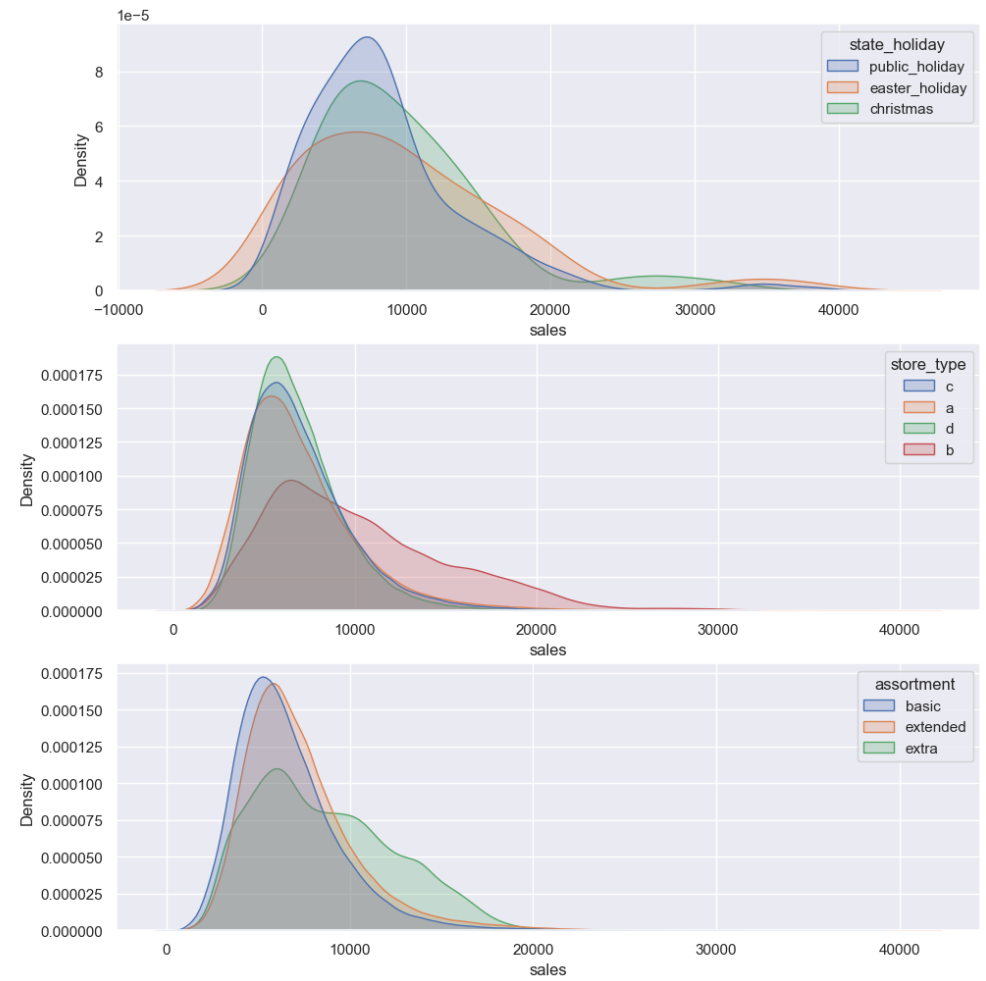 1e−5
state_holiday
public_holiday
easter_holiday
christmas
Density
8
6
4
2
0
−10000 0 10000 20000 30000 40000
sales
store_type
c
a
d
b
Density
0.000175
0.000150
0.000125
0.000100
0.000075
0.000050
0.000025
0.000000
0 10000 20000 30000 40000
sales
assortment
basic
extended
extra
Density
0.000175
0.000150
0.000125
0.000100
0.000075
0.000050
0.000025
0.000000
0 10000 20000 30000 40000
sales